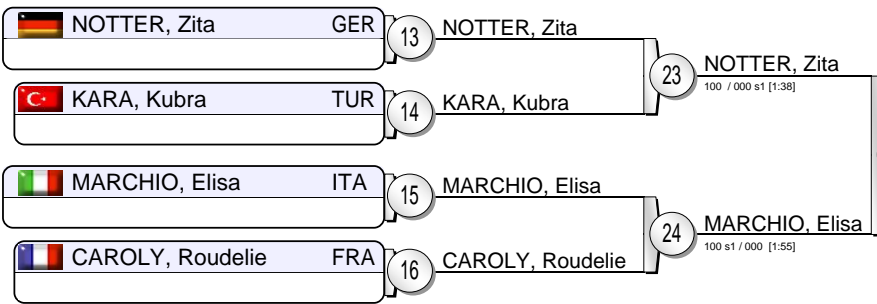 NOTTER, Zita GER
13
NOTTER, Zita
KARA, Kubra TUR
14
KARA, Kubra
23
NOTTER, Zita
100 / 000 s1 [1:38]
MARCHIO, Elisa ITA
15
MARCHIO, Elisa
CAROLY, Roudelie FRA
16
CAROLY, Roudelie
24
MARCHIO, Elisa
100 s1 / 000 [1:55]